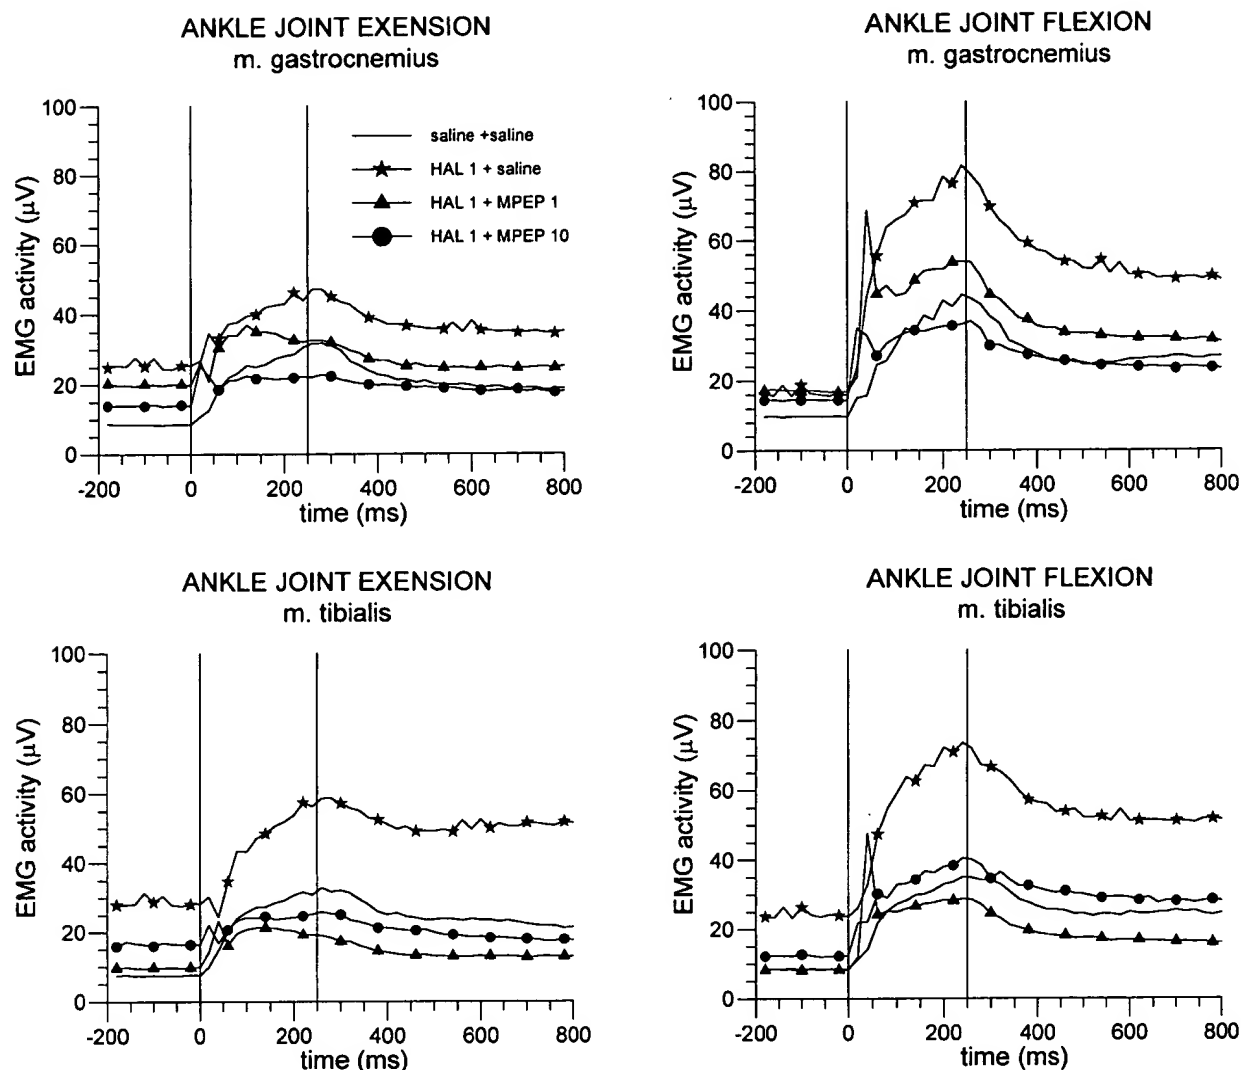 ANKLE JOINT EXENSION
m. gastrocnemius
100
80
60
40
20
0
EMG activity (µV)
saline +saline
HAL 1 + saline
HAL 1 + MPEP 1
HAL 1 + MPEP 10
-200 0 200 400 600 800
time (ms)
ANKLE JOINT FLEXION
m. gastrocnemius
100
80
60
40
20
0
EMG activity (µV)
-200 0 200 400 600 800
time (ms)
ANKLE JOINT EXENSION
m. tibialis
100
80
60
40
20
0
EMG activity (µV)
-200 0 200 400 600 800
time (ms)
ANKLE JOINT FLEXION
m. tibialis
100
80
60
40
20
0
EMG activity (µV)
-200 0 200 400 600 800
time (ms)